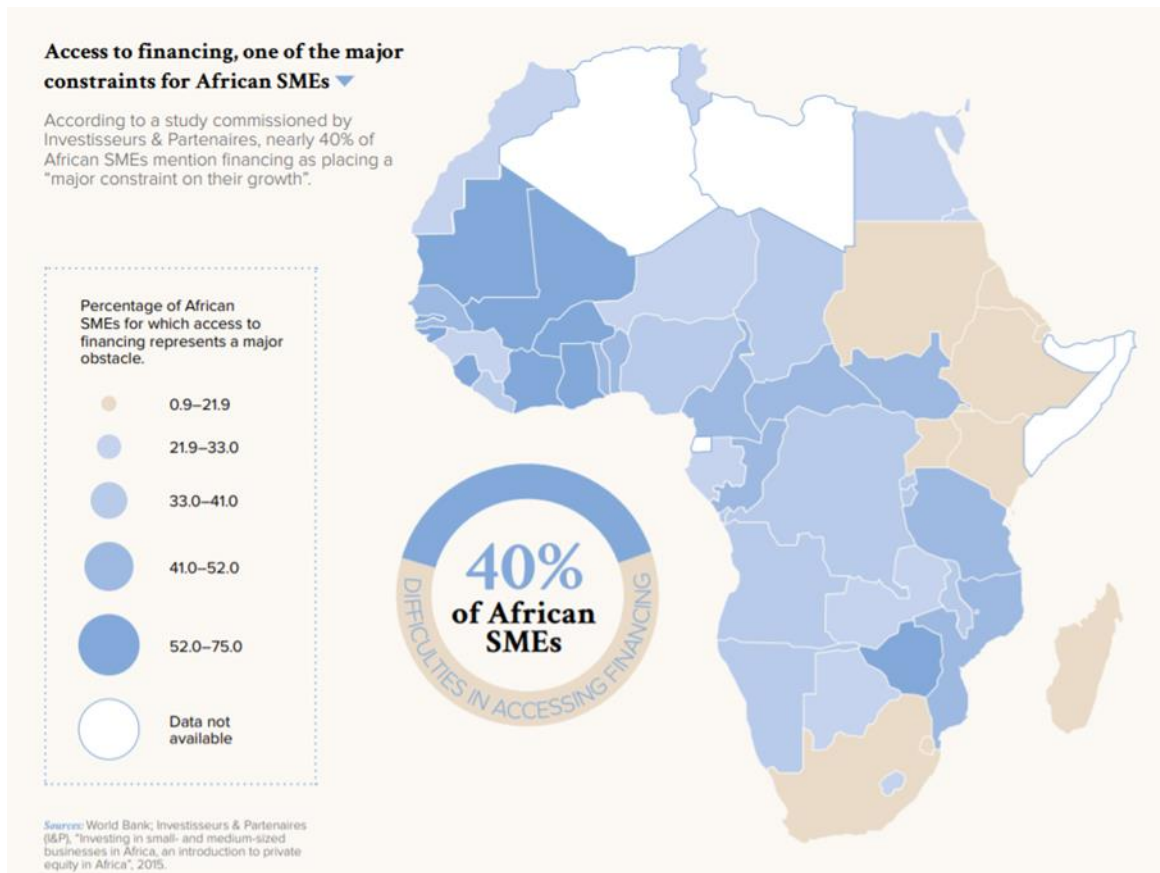 Access to financing, one of the major
constraints for African SMEs
According to a study commissioned by
Investisseurs & Partenaires, nearly 40% of
African SMEs mention financing as placing a
“major constraint on their growth”.
Percentage of African
SMEs for which access to
financing represents a major
obstacle.
0.9–21.9
21.9–33.0
33.0–41.0
41.0–52.0
52.0–75.0
Data not
available
40%
of African
SMEs
DIFFICULTIES IN ACCESSING FINANCING
Sources: World Bank; Investisseurs & Partenaires
(I&P), “Investing in small- and medium-sized
businesses in Africa, an introduction to private
equity in Africa”, 2015.